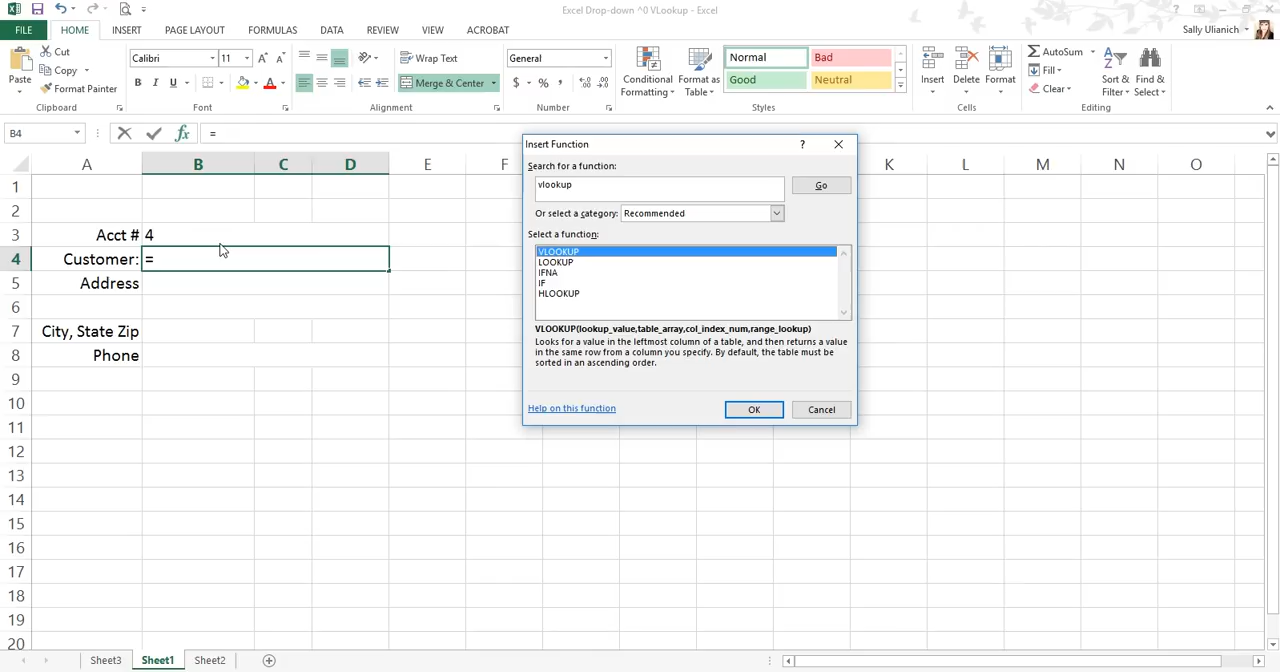 Excel Drop-down ^0 VLookup - Excel
FILE HOME INSERT PAGE LAYOUT FORMULAS DATA REVIEW VIEW ACROBAT Sally Ulianich
Paste
Cut
Copy
Format Painter
Calibri 11
B I U
Wrap Text
Merge & Center
General
$ % ,
Conditional Formatting
Format as Table
Normal Bad
Good Neutral
Insert Delete Format
AutoSum
Fill
Clear
Sort & Filter
Find & Select
Clipboard Font Alignment Number Styles Cells Editing
B4 fx =
A B C D E F K L M N O
1
2
3 Acct # 4
4 Customer: =
5 Address
6
7 City, State Zip
8 Phone
9
10
11
12
13
14
15
16
17
18
19
20
Insert Function ?
Search for a function:
vlookup
Go
Or select a category: Recommended
Select a function:
VLOOKUP
LOOKUP
IFNA
IF
HLOOKUP
VLOOKUP(lookup_value,table_array,col_index_num,range_lookup)
Looks for a value in the leftmost column of a table, and then returns a value
in the same row from a column you specify. By default, the table must be
sorted in an ascending order.
Help on this function
OK Cancel
Sheet3 Sheet1 Sheet2